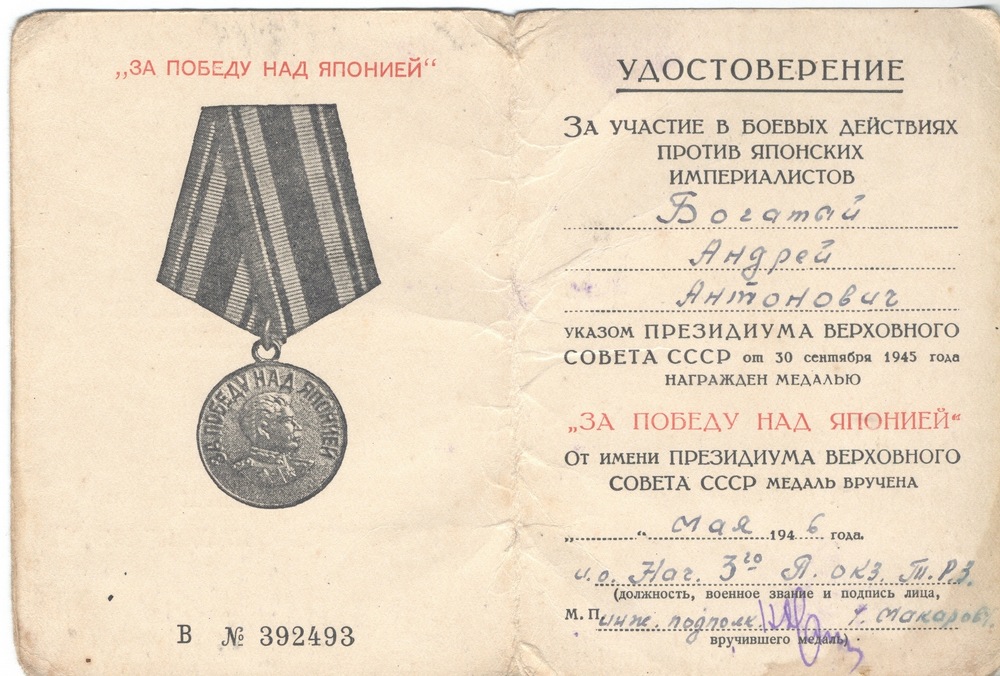 „ЗА ПОБЕДУ НАД ЯПОНИЕЙ“
ЗА ПОБЕДУ НАД ЯПОНИЕЙ
В № 392493
УДОСТОВЕРЕНИЕ
ЗА УЧАСТИЕ В БОЕВЫХ ДЕЙСТВИЯХ
ПРОТИВ ЯПОНСКИХ
ИМПЕРИАЛИСТОВ
Богатый
Андрей
Антонович
УКАЗОМ ПРЕЗИДИУМА ВЕРХОВНОГО
СОВЕТА СССР от 30 сентября 1945 года
НАГРАЖДЕН МЕДАЛЬЮ
„ЗА ПОБЕДУ НАД ЯПОНИЕЙ“
ОТ ИМЕНИ ПРЕЗИДИУМА ВЕРХОВНОГО
СОВЕТА СССР МЕДАЛЬ ВРУЧЕНА
„ “ мая 1946 года.
и.о. Нач. 3го
(должность, военное звание и подпись лица,
М. П. инж. подполк. Макаров
вручившего медаль)